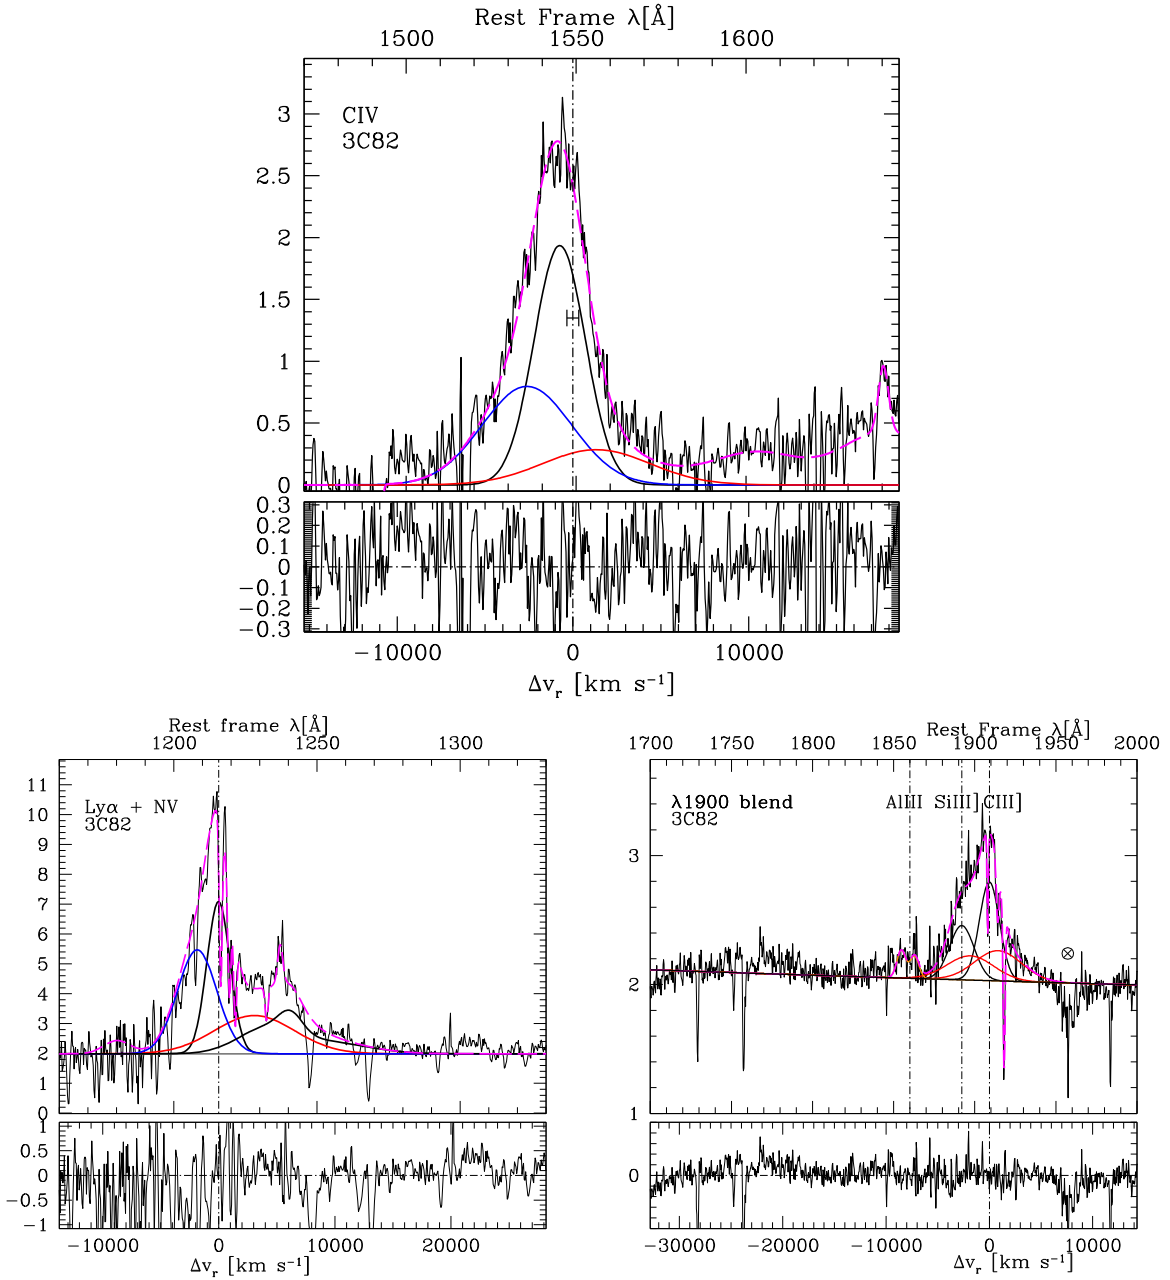 Rest Frame λ[Å]
1500 1550 1600
CIV
3C82
3
2.5
2
1.5
1
0.5
0
0.3
0.2
0.1
0
−0.1
−0.2
−0.3
−10000 0 10000
Δvr [km s⁻¹]
Rest frame λ[Å]
1200 1250 1300
Lyα + NV
3C82
11
10
9
8
7
6
5
4
3
2
1
0
1
0.5
0
−0.5
−1
−10000 0 10000 20000
Δvr [km s⁻¹]
Rest Frame λ[Å]
1700 1750 1800 1850 1900 1950 2000
λ1900 blend
3C82
AlIII SiIII] CIII]
3
2
1
0
−30000 −20000 −10000 0 10000
Δvr [km s⁻¹]